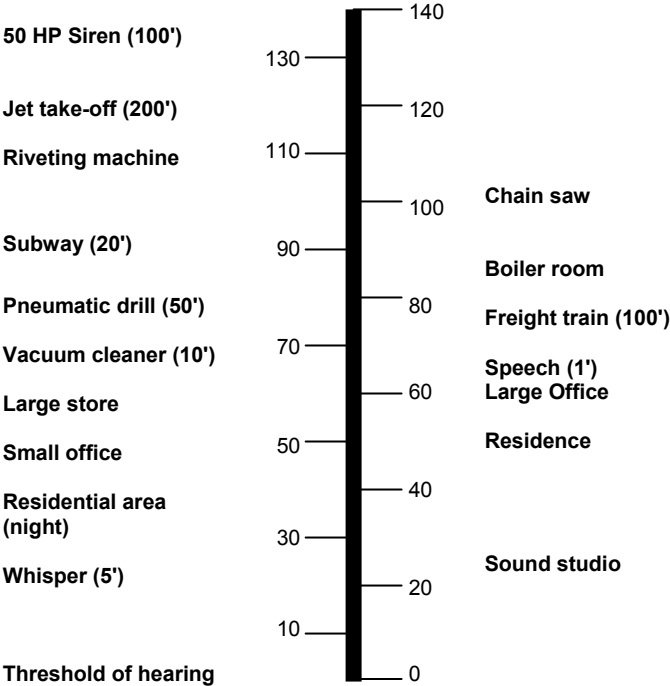 140
50 HP Siren (100')
130
Jet take-off (200')
120
Riveting machine
110
Chain saw
100
Subway (20')
90
Boiler room
Pneumatic drill (50')
80
Freight train (100')
Vacuum cleaner (10')
70
Speech (1')
Large Office
60
Large store
Small office
50
Residence
Residential area
(night)
40
30
Whisper (5')
Sound studio
20
10
Threshold of hearing
0